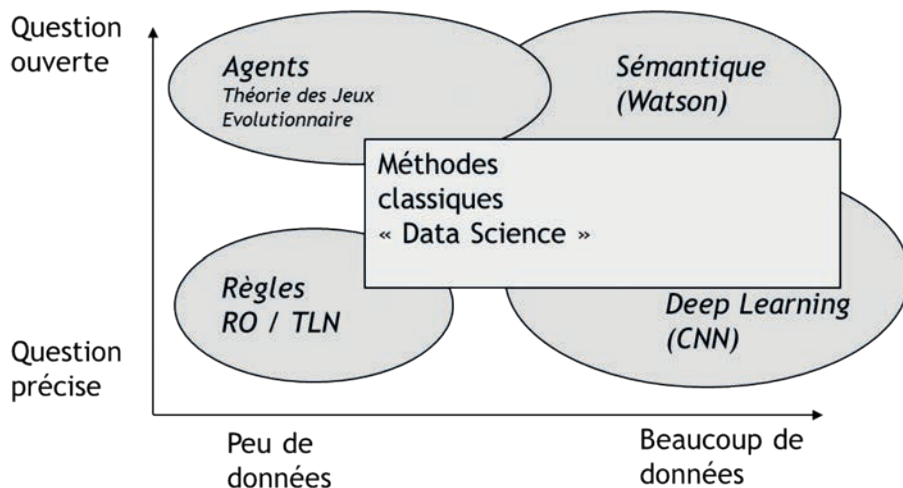 Question
ouverte
Agents
Théorie des Jeux
Evolutionnaire
Sémantique
(Watson)
Méthodes
classiques
« Data Science »
Règles
RO / TLN
Deep Learning
(CNN)
Question
précise
Peu de
données
Beaucoup de
données